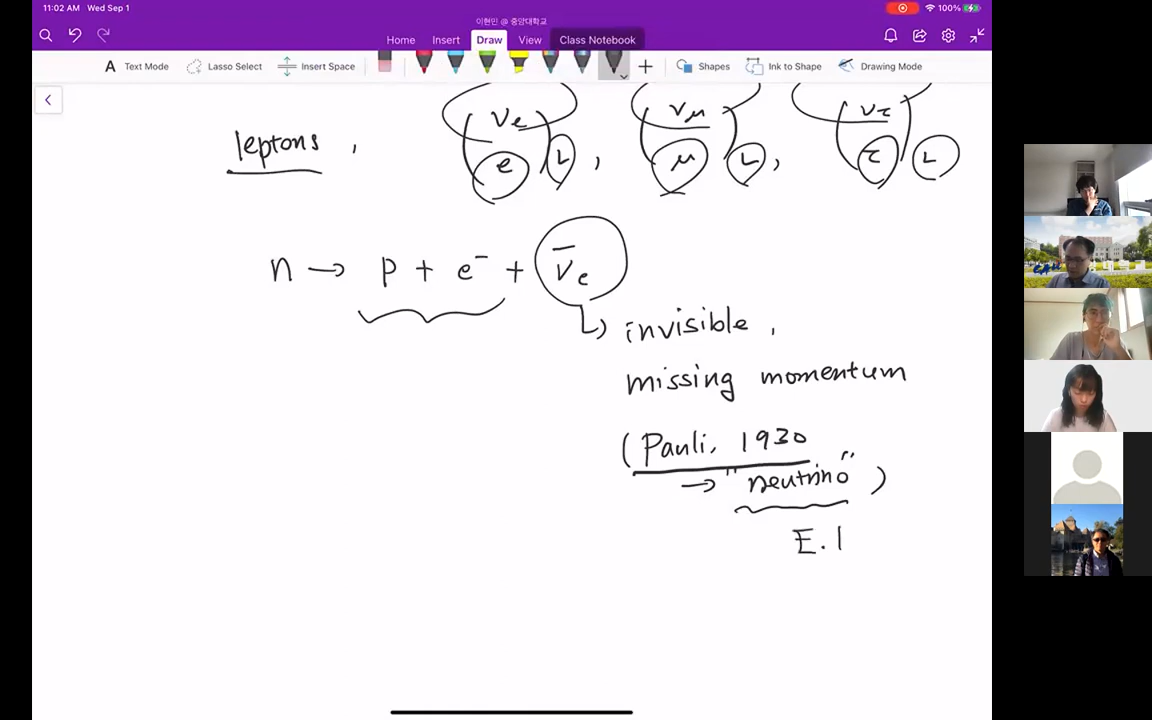 11:02 AM Wed Sep 1
100%
이현민 @ 중앙대학교
Home Insert Draw View Class Notebook
A Text Mode Lasso Select Insert Space Shapes Ink to Shape Drawing Mode
leptons , (νe e)L , (νμ μ)L , (ντ τ)L
n → p + e⁻ + ν̄e
invisible ,
missing momentum
(Pauli, 1930
→ "neutrino")
E.